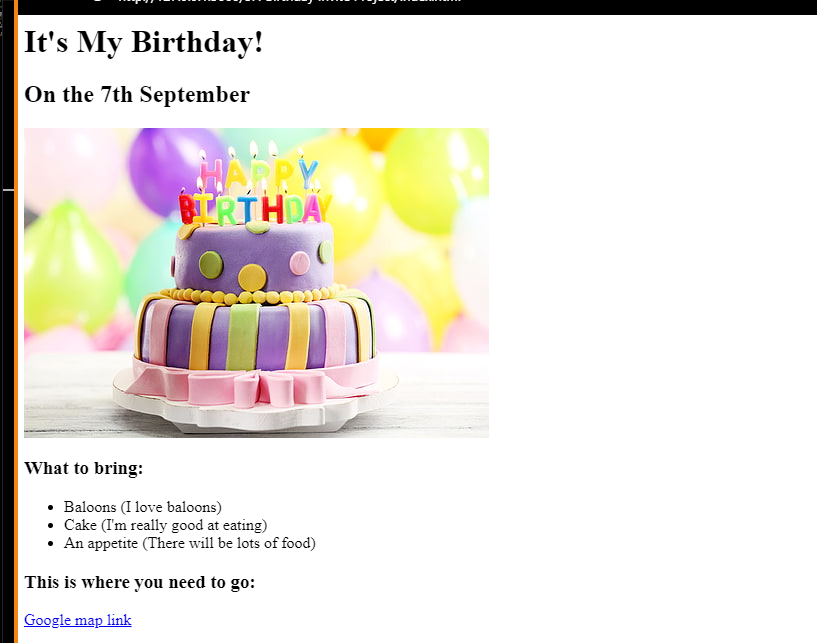 It's My Birthday!
On the 7th September
HAPPY
BIRTHDAY
What to bring:
Baloons (I love baloons)
Cake (I'm really good at eating)
An appetite (There will be lots of food)
This is where you need to go:
Google map link